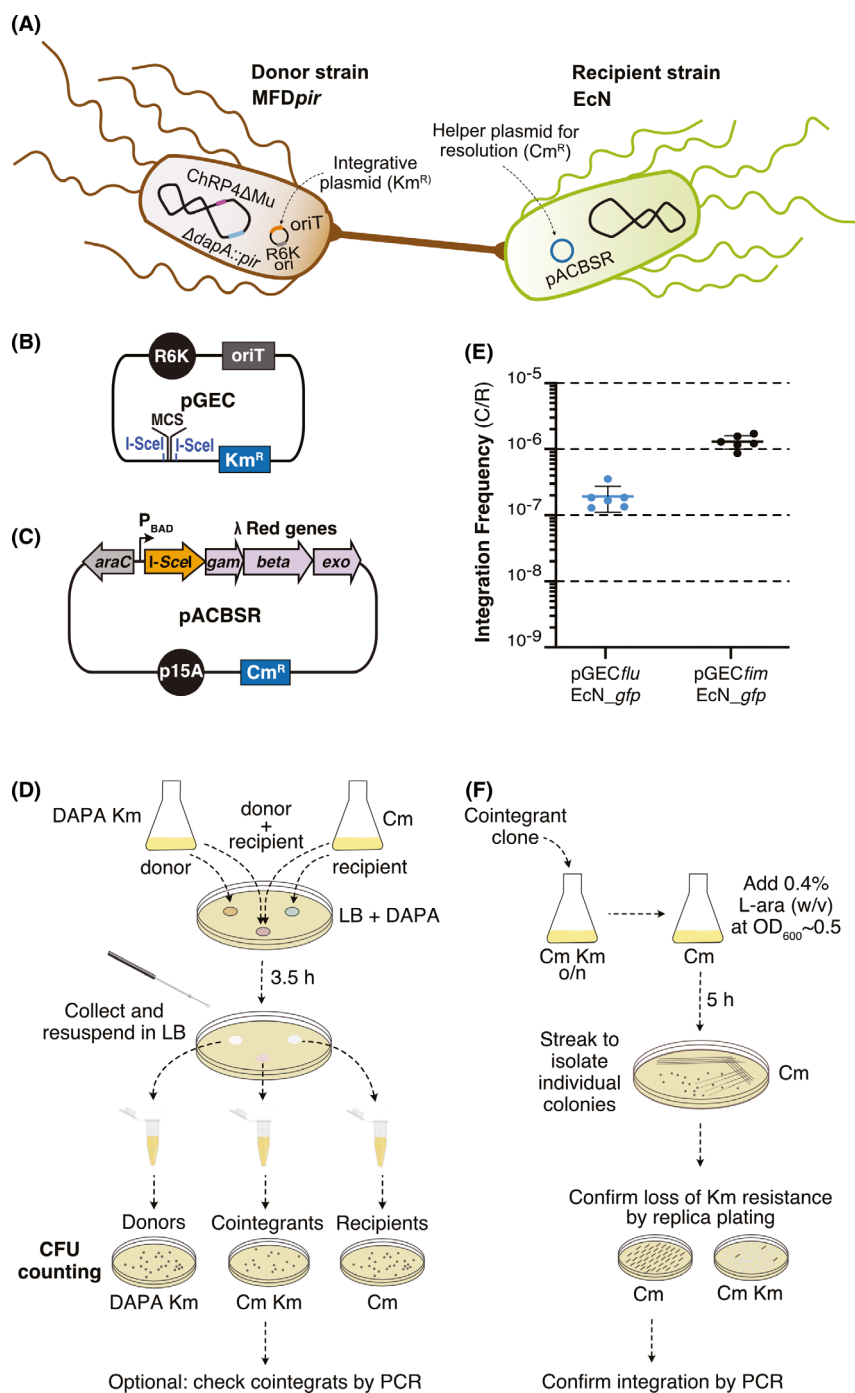 (A)
Donor strain
MFDpir
Recipient strain
EcN
Integrative
plasmid (KmR)
Helper plasmid for
resolution (CmR)
ChRP4ΔMu
ΔdapA::pir
oriT
R6K
ori
pACBSR
(B)
R6K
oriT
pGEC
MCS
I-SceI
I-SceI
KmR
(C)
PBAD
λ Red genes
araC
I-SceI
gam
beta
exo
pACBSR
p15A
CmR
(E)
Integration Frequency (C/R)
10-5
10-6
10-7
10-8
10-9
pGECflu
EcN_gfp
pGECfim
EcN_gfp
(D)
DAPA Km
donor
+
recipient
Cm
donor
recipient
LB + DAPA
3.5 h
Collect and
resuspend in LB
Donors
Cointegrants
Recipients
CFU
counting
DAPA Km
Cm Km
Cm
Optional: check cointegrats by PCR
(F)
Cointegrant
clone
Cm Km
o/n
Cm
Add 0.4%
L-ara (w/v)
at OD600~0.5
5 h
Streak to
isolate
individual
colonies
Cm
Confirm loss of Km resistance
by replica plating
Cm
Cm Km
Confirm integration by PCR